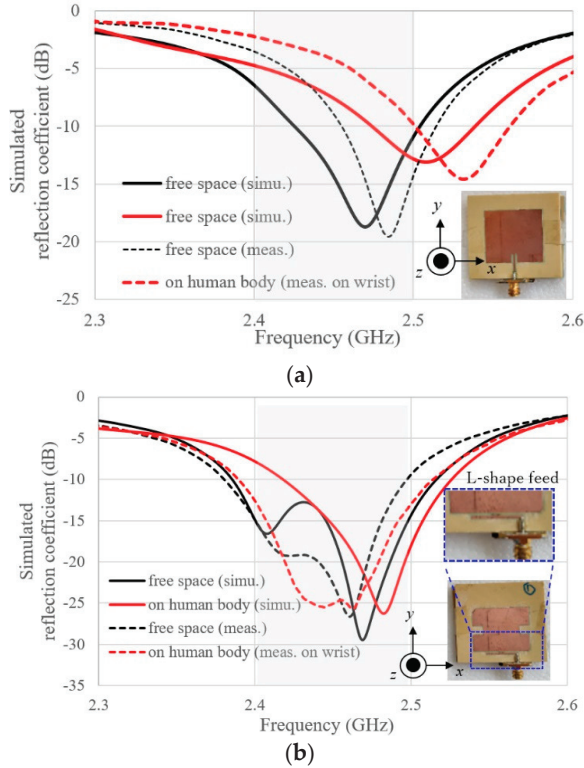 0
-5
-10
-15
-20
-25
Simulated
reflection coefficient (dB)
free space (simu.)
free space (simu.)
free space (meas.)
on human body (meas. on wrist)
y
x
z
2.3
2.4
2.5
2.6
Frequency (GHz)
(a)
0
-5
-10
-15
-20
-25
-30
-35
Simulated
reflection coefficient (dB)
L-shape feed
free space (simu.)
on human body (simu.)
free space (meas.)
on human body (meas. on wrist)
y
x
z
2.3
2.4
2.5
2.6
Frequency (GHz)
(b)